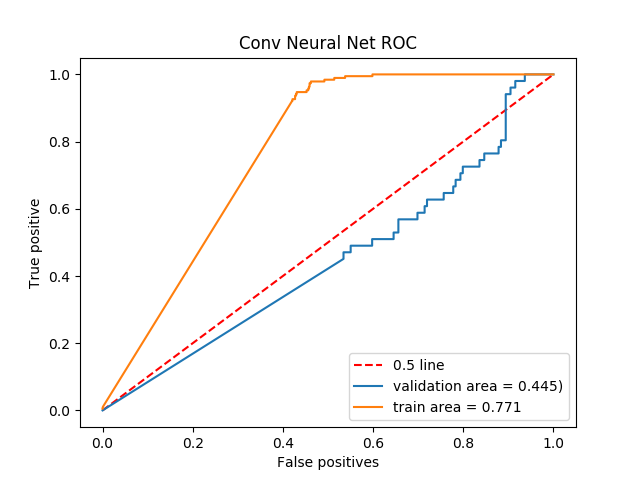 Conv Neural Net ROC
1.0
0.8
0.6
0.4
0.2
0.0
True positive
0.5 line
validation area = 0.445)
train area = 0.771
0.0 0.2 0.4 0.6 0.8 1.0
False positives